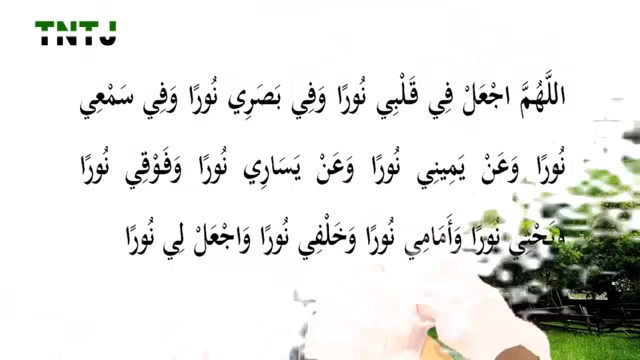 TNTJ
اللَّهُمَّ اجْعَلْ فِي قَلْبِي نُورًا وَفِي بَصَرِي نُورًا وَفِي سَمْعِي
نُورًا وَعَنْ يَمِينِي نُورًا وَعَنْ يَسَارِي نُورًا وَفَوْقِي نُورًا
وَتَحْتِي نُورًا وَأَمَامِي نُورًا وَخَلْفِي نُورًا وَاجْعَلْ لِي نُورًا